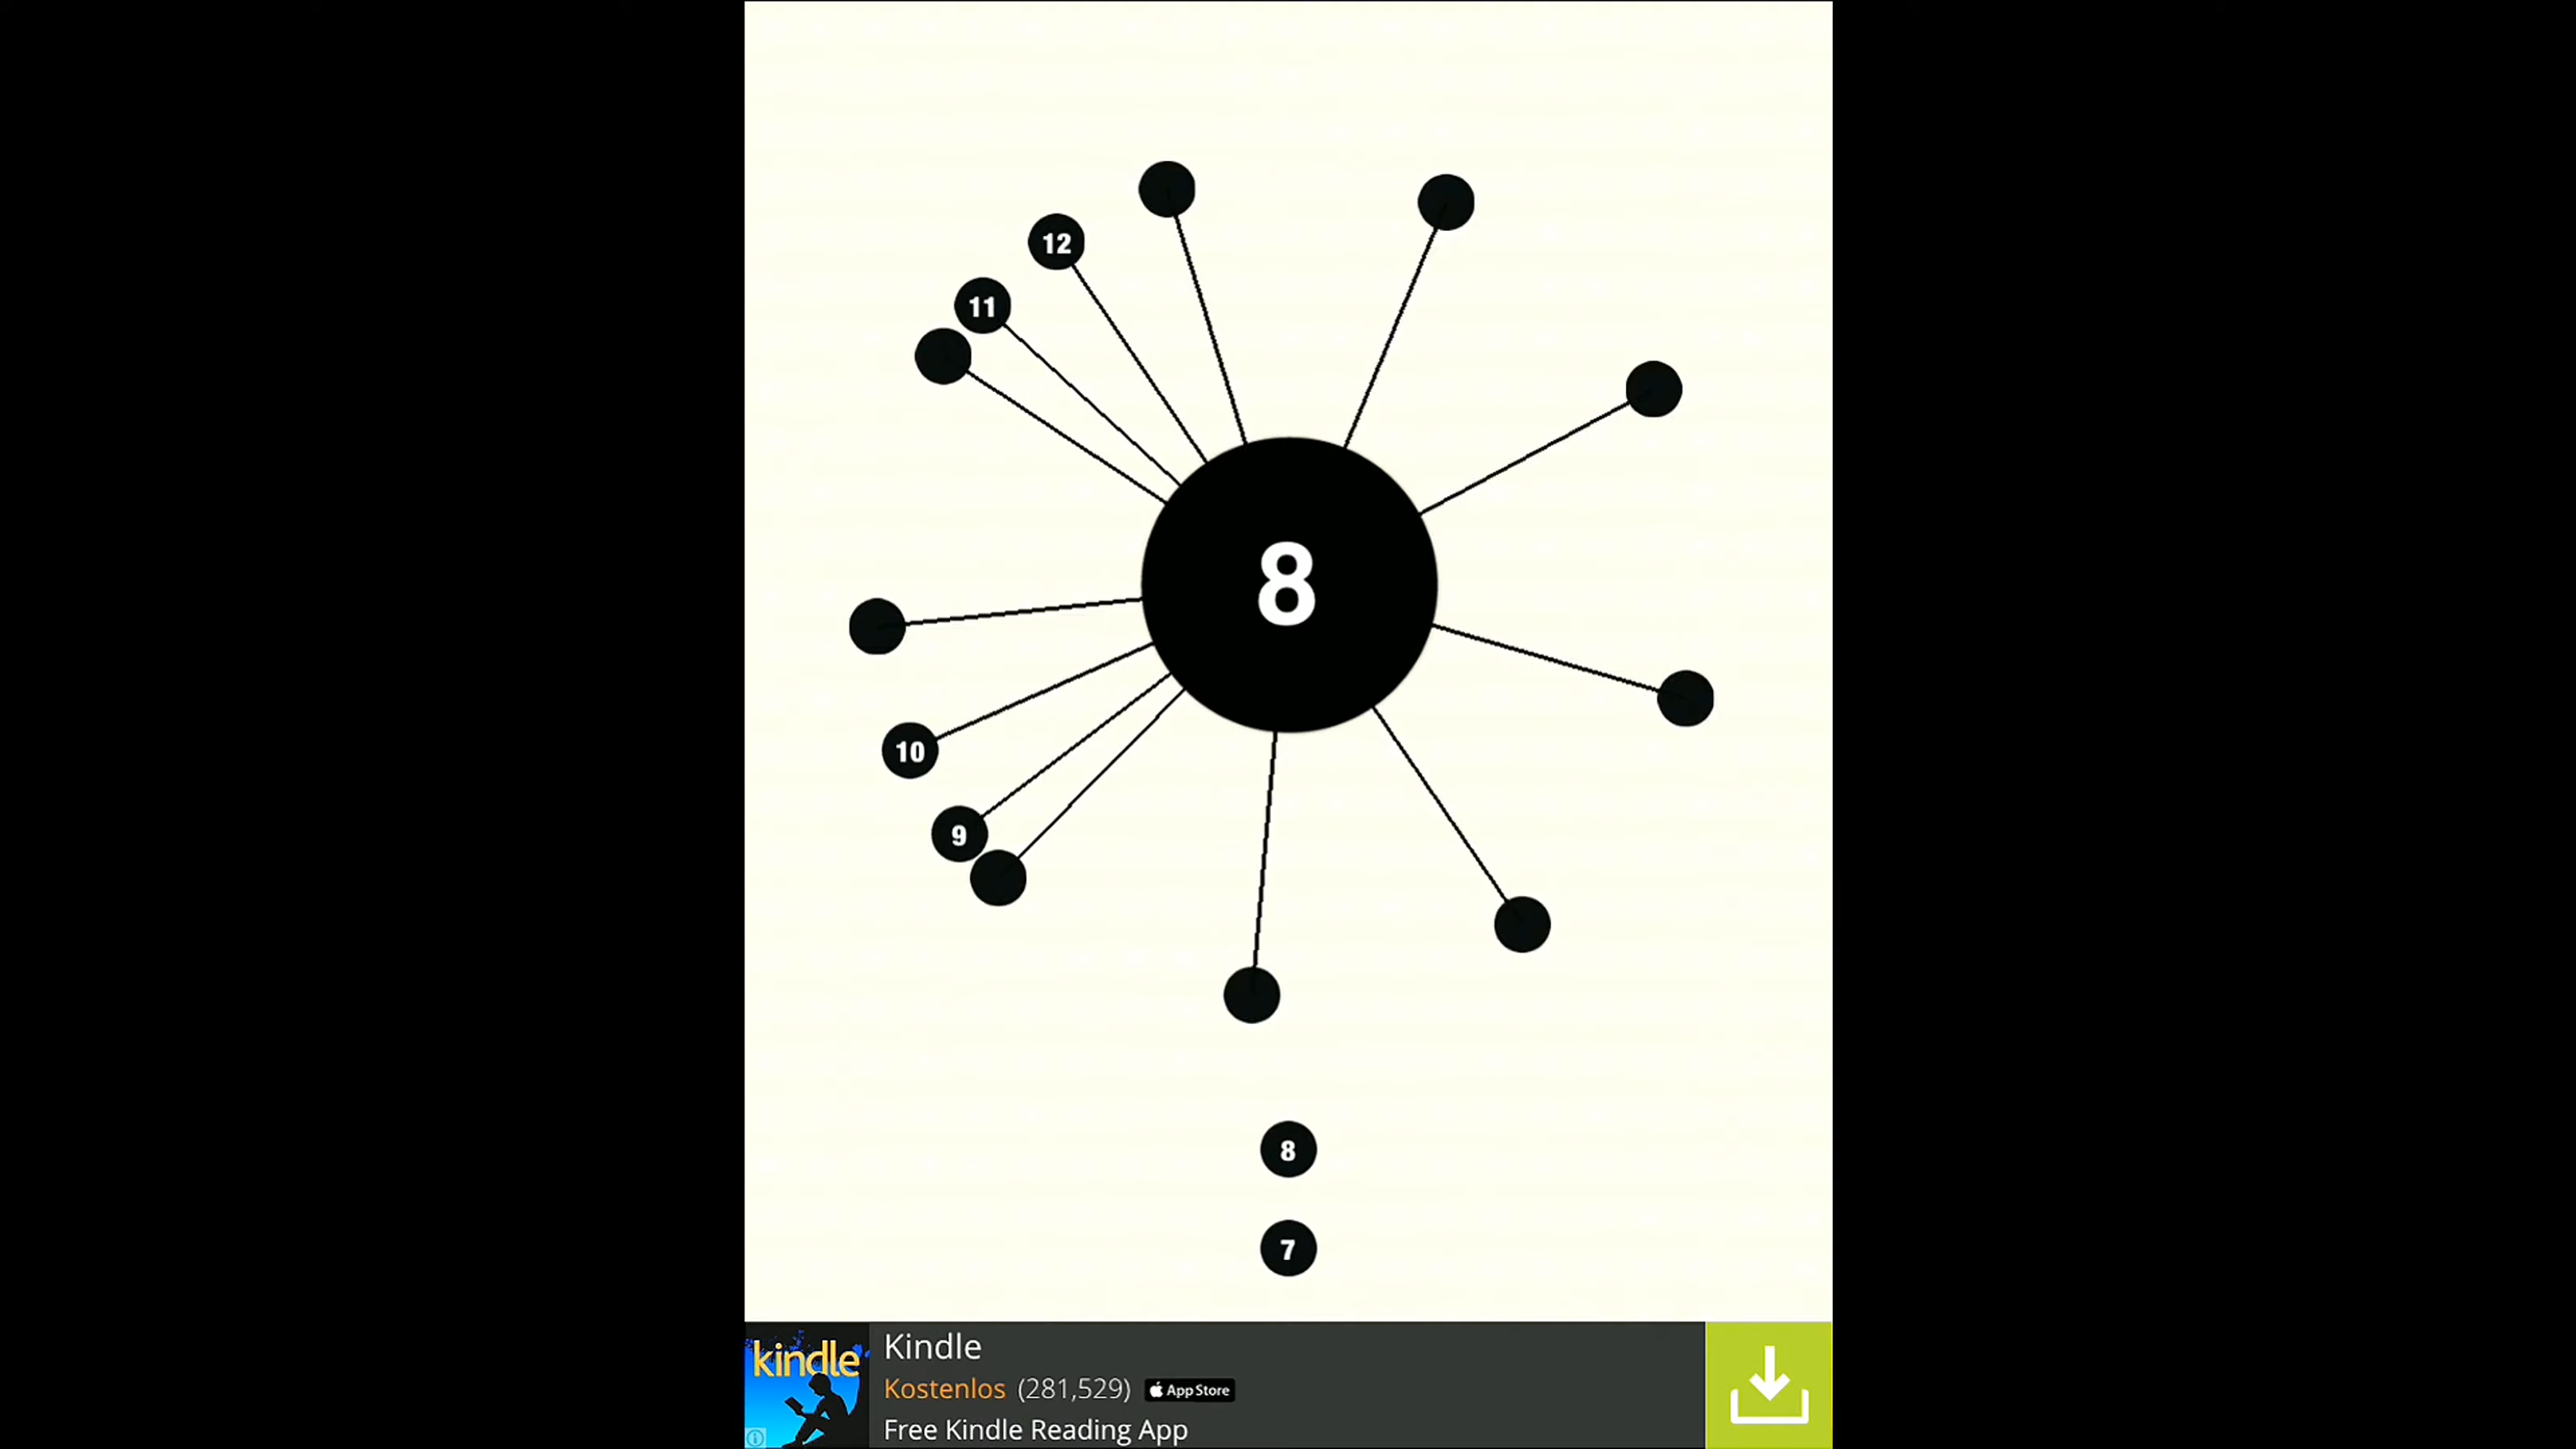 12
11
8
10
9
8
7
kindle
Kindle
Kostenlos (281,529) App Store
Free Kindle Reading App